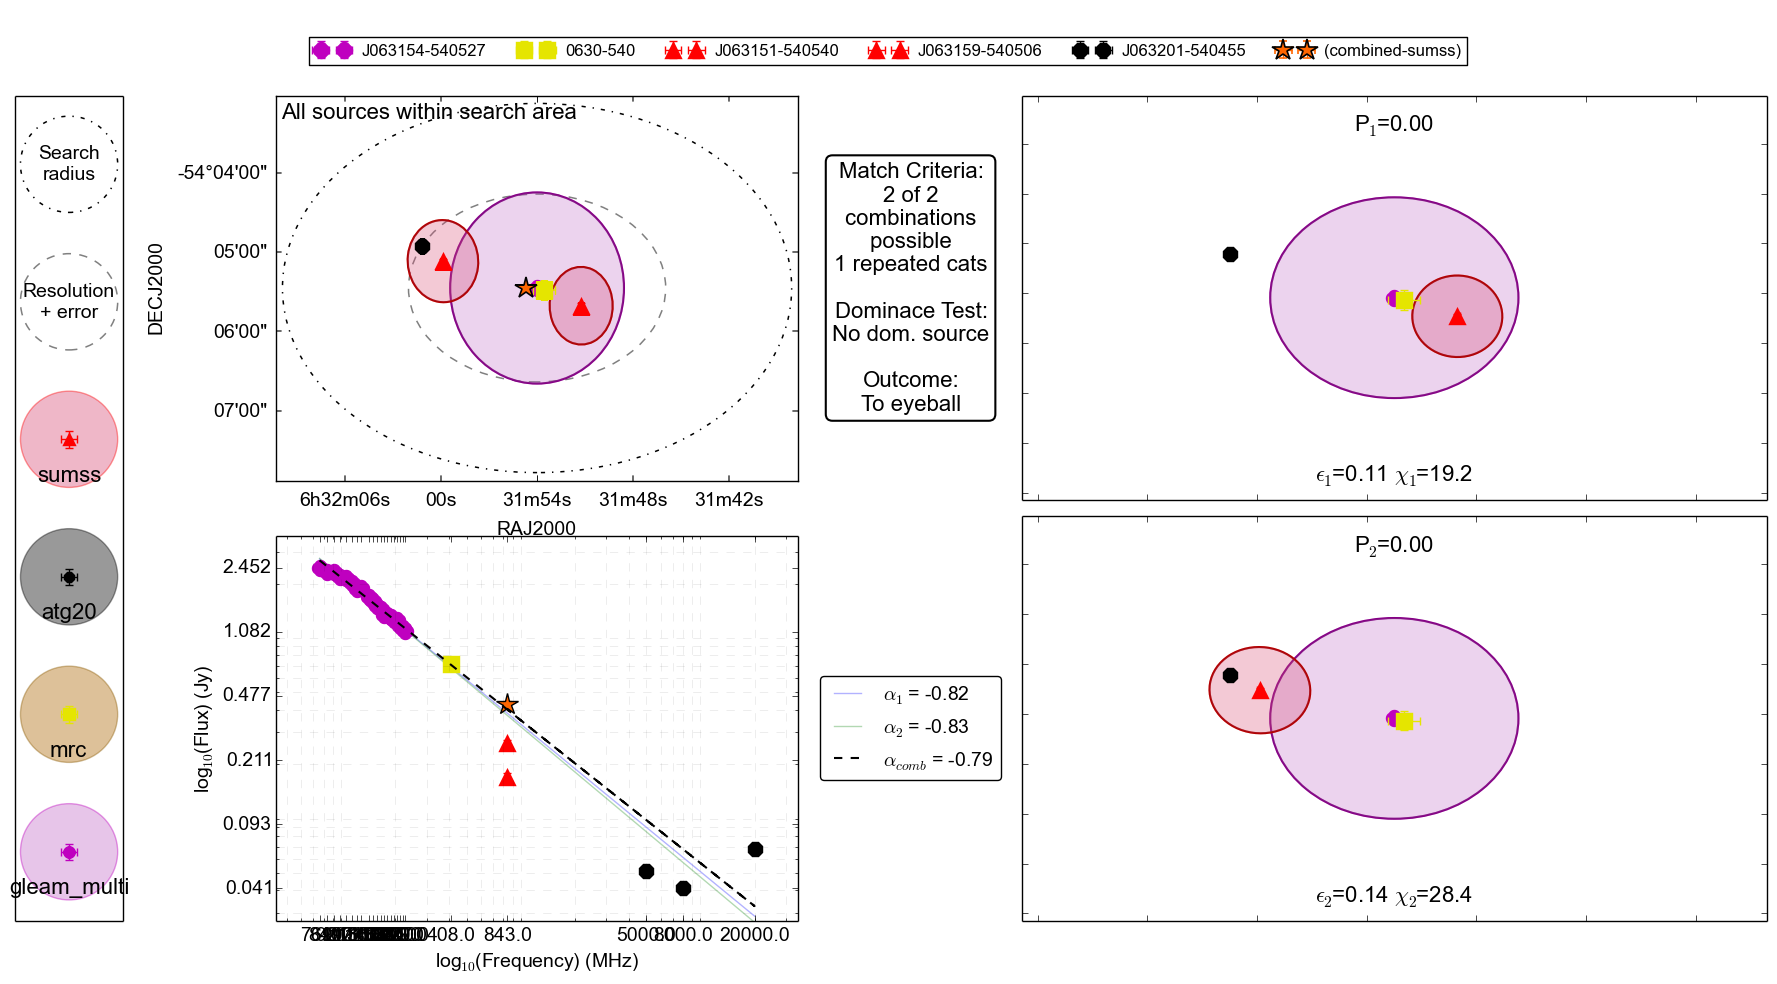 J063154-540527 0630-540 J063151-540540 J063159-540506 J063201-540455 (combined-sumss)
Search
radius
Resolution
+ error
sumss
atg20
mrc
gleam_multi
All sources within search area
DECJ2000
-54°04'00"
05'00"
06'00"
07'00"
6h32m06s 00s 31m54s 31m48s 31m42s
RAJ2000
Match Criteria:
2 of 2
combinations
possible
1 repeated cats
Dominace Test:
No dom. source
Outcome:
To eyeball
P1=0.00
ϵ1=0.11 χ1=19.2
log10(Flux) (Jy)
2.452
1.082
0.477
0.211
0.093
0.041
408.0 843.0 5000.0 8000.0 20000.0
log10(Frequency) (MHz)
α1 = -0.82
α2 = -0.83
αcomb = -0.79
P2=0.00
ϵ2=0.14 χ2=28.4